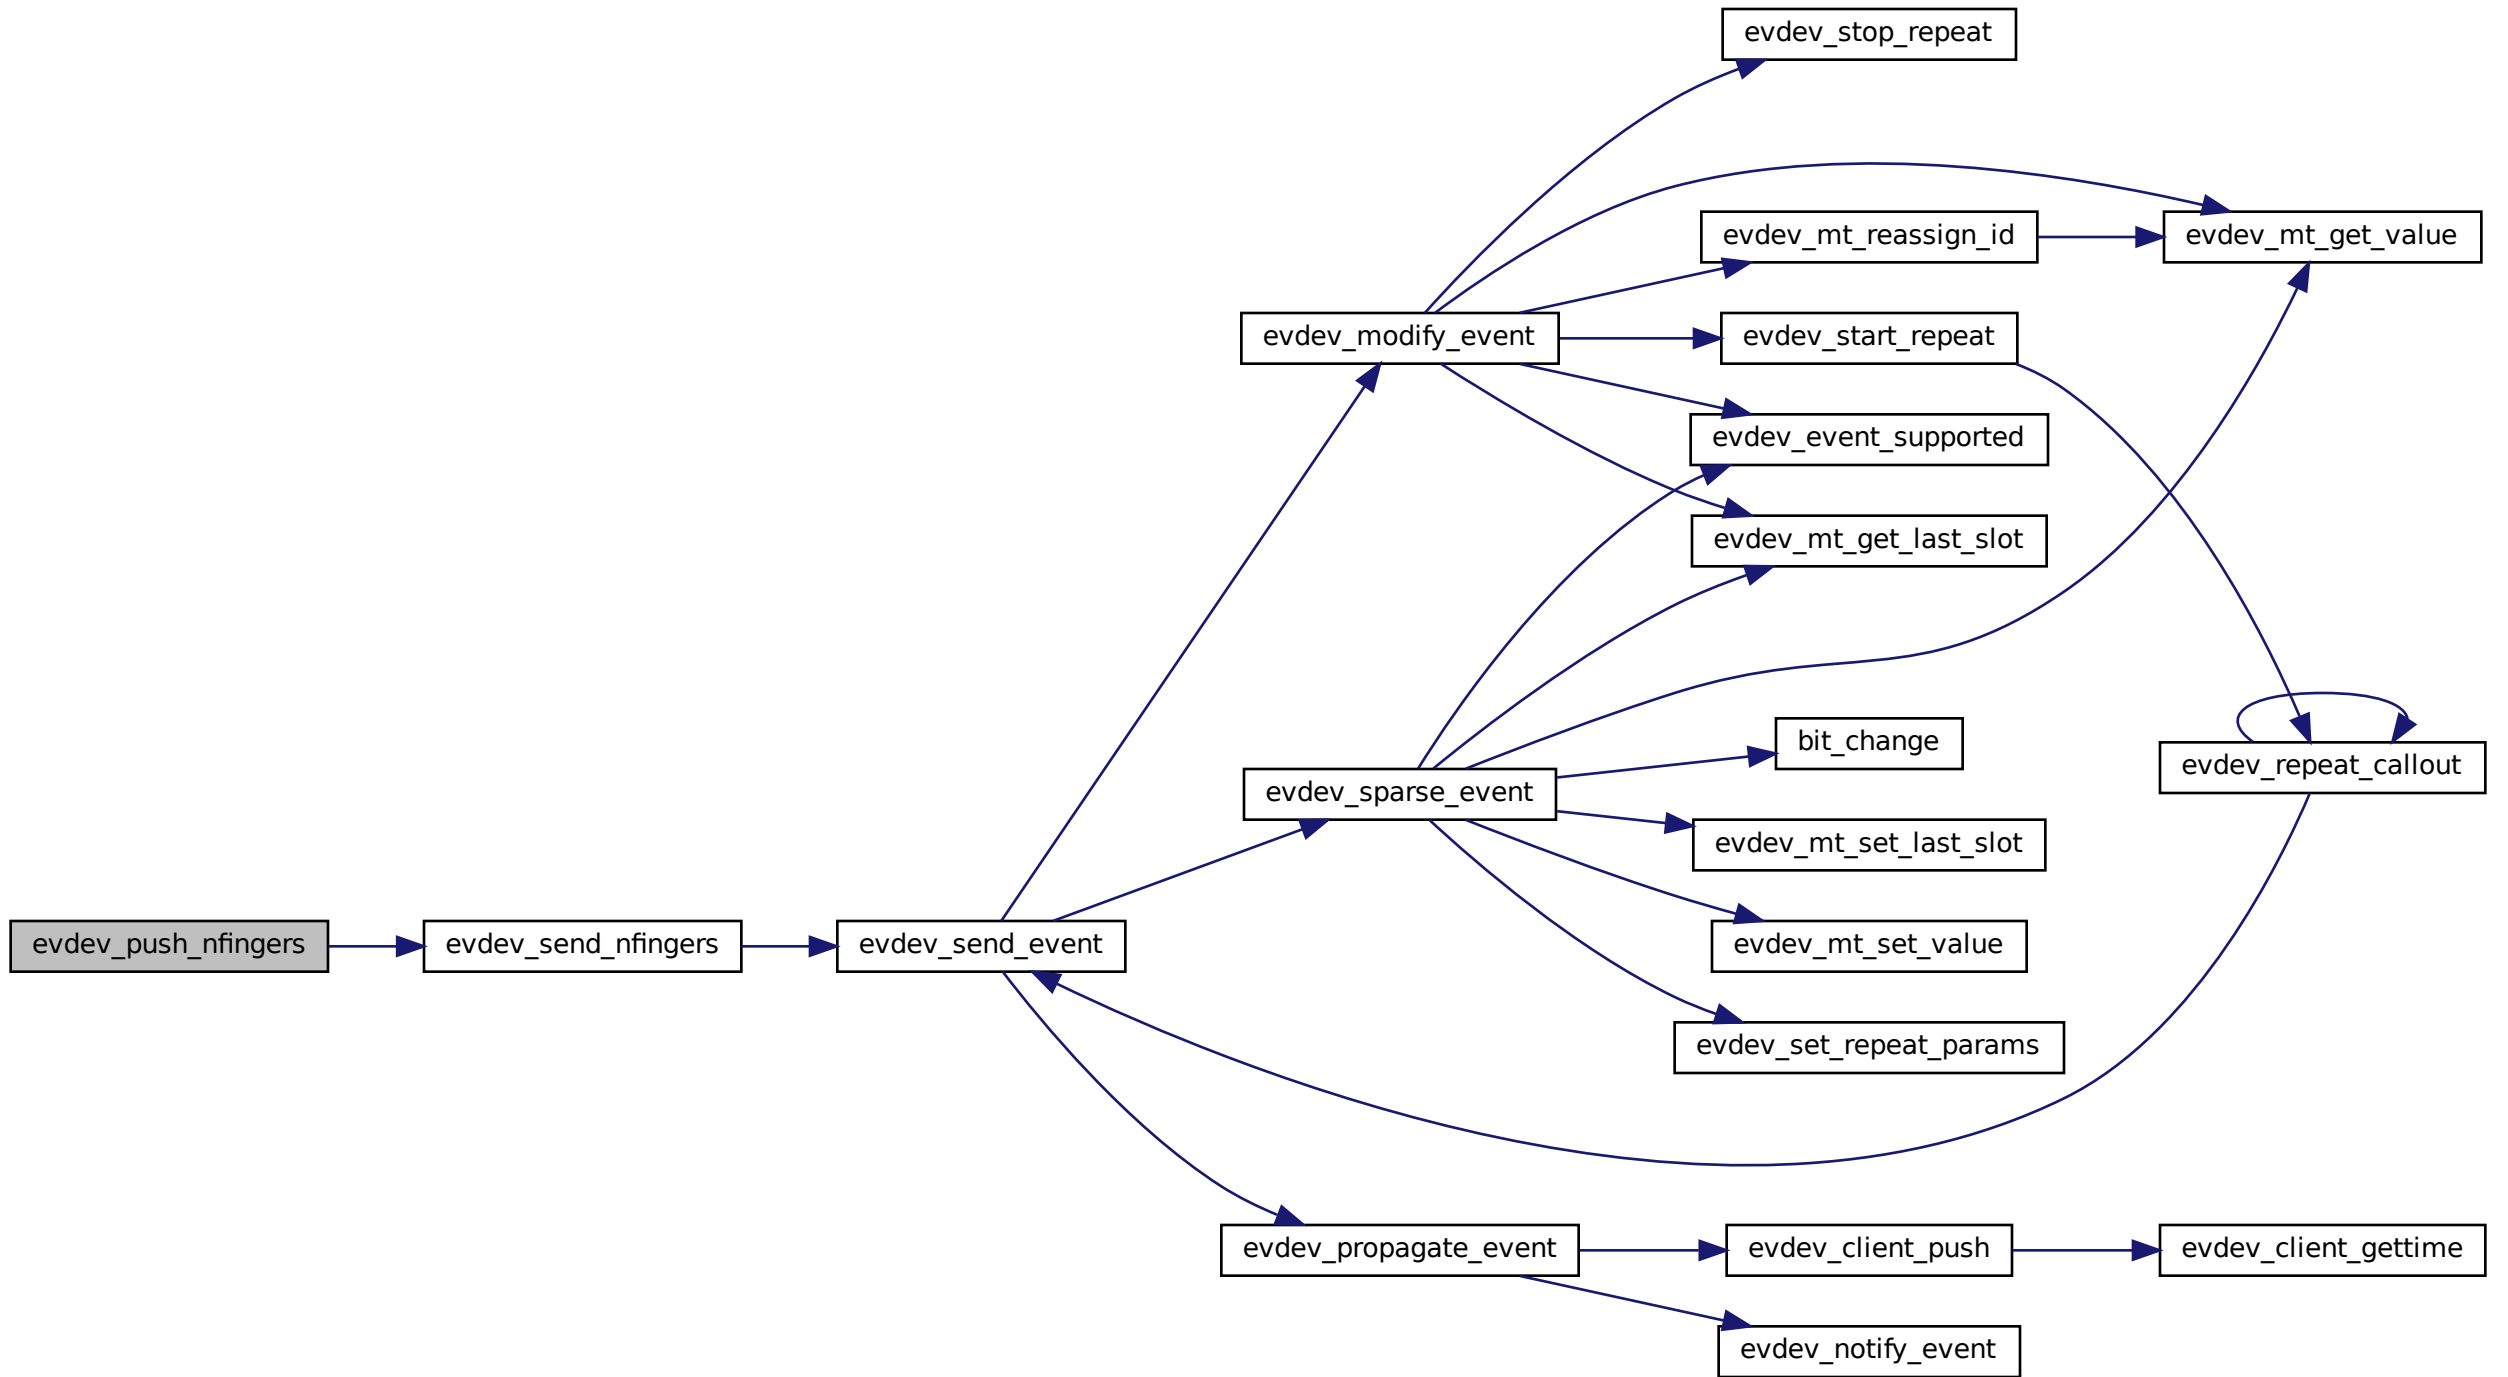 evdev_stop_repeat
evdev_mt_reassign_id
evdev_mt_get_value
evdev_modify_event
evdev_start_repeat
evdev_event_supported
evdev_mt_get_last_slot
bit_change
evdev_repeat_callout
evdev_sparse_event
evdev_mt_set_last_slot
evdev_push_nfingers
evdev_send_nfingers
evdev_send_event
evdev_mt_set_value
evdev_set_repeat_params
evdev_propagate_event
evdev_client_push
evdev_client_gettime
evdev_notify_event